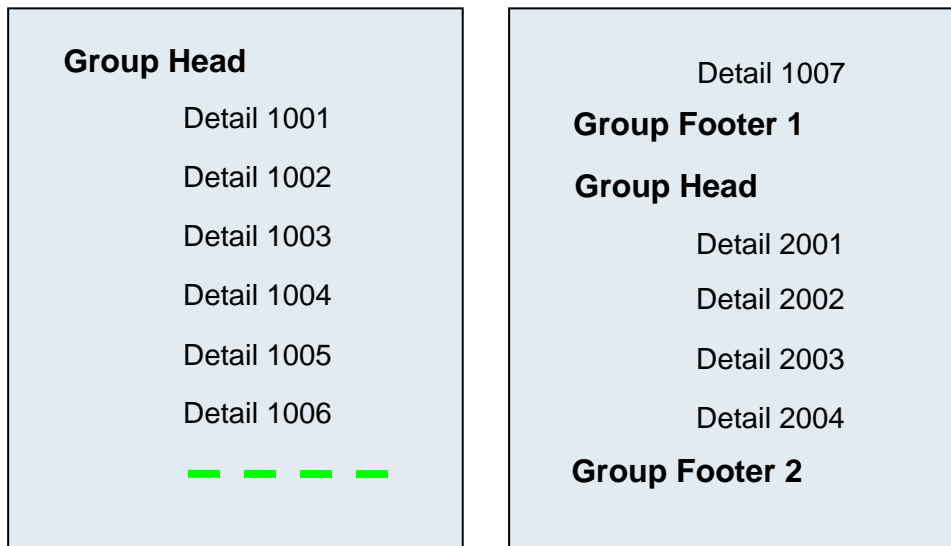 Group Head
Detail 1001
Detail 1002
Detail 1003
Detail 1004
Detail 1005
Detail 1006
Detail 1007
Group Footer 1
Group Head
Detail 2001
Detail 2002
Detail 2003
Detail 2004
Group Footer 2